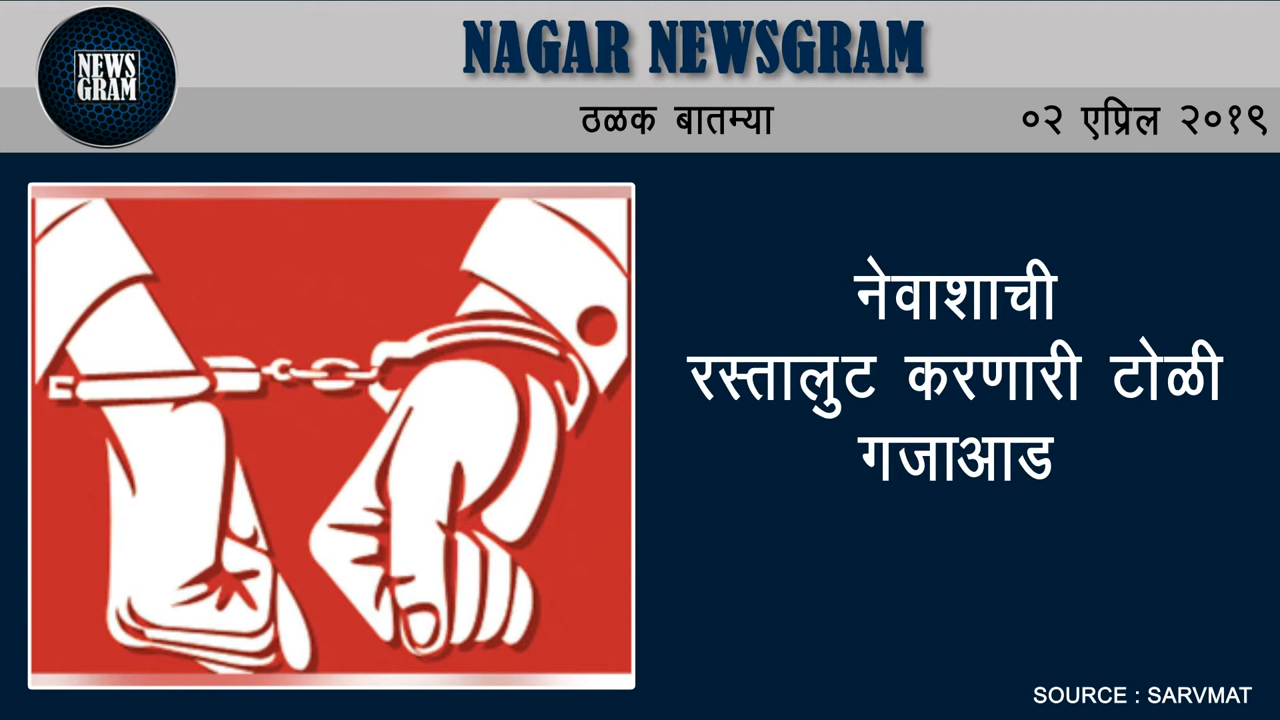 NEWS
GRAM
NAGAR NEWSGRAM
ठळक बातम्या
०२ एप्रिल २०१९
नेवाशाची
रस्तालुट करणारी टोळी
गजाआड
SOURCE : SARVMAT